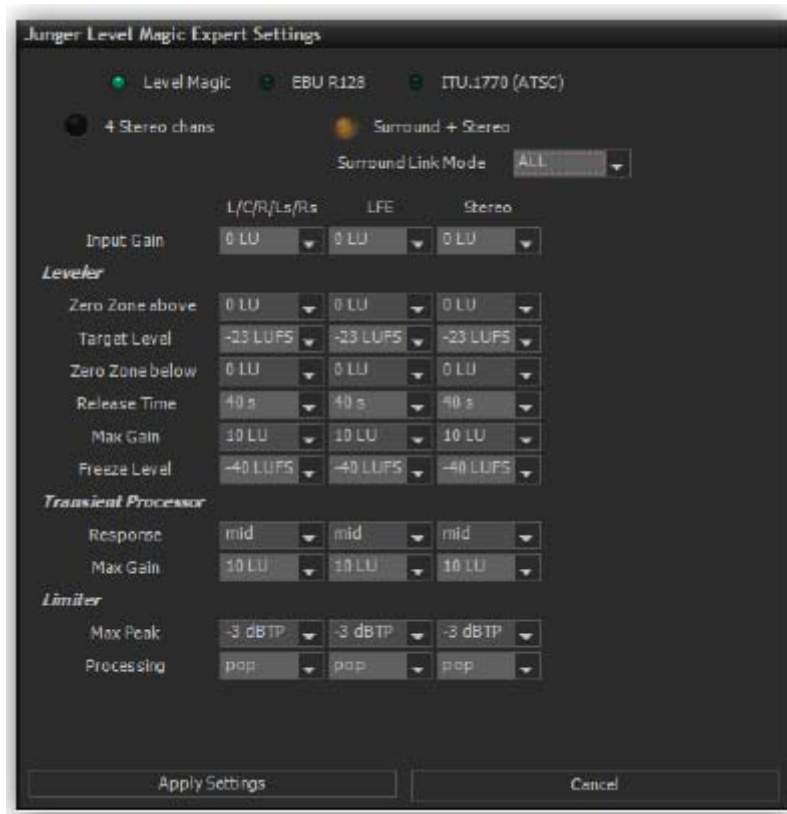 Junger Level Magic Expert Settings
Level Magic EBU R128 ITU.1770 (ATSC)
4 Stereo chans Surround + Stereo
Surround Link Mode ALL
L/C/R/Ls/Rs LFE Stereo
Input Gain 0 LU 0 LU 0 LU
Leveler
Zero Zone above 0 LU 0 LU 0 LU
Target Level -23 LUFS -23 LUFS -23 LUFS
Zero Zone below 0 LU 0 LU 0 LU
Release Time 40 s 40 s 40 s
Max Gain 10 LU 10 LU 10 LU
Freeze Level -40 LUFS -40 LUFS -40 LUFS
Transient Processor
Response mid mid mid
Max Gain 10 LU 10 LU 10 LU
Limiter
Max Peak -3 dBTP -3 dBTP -3 dBTP
Processing pop pop pop
Apply Settings Cancel